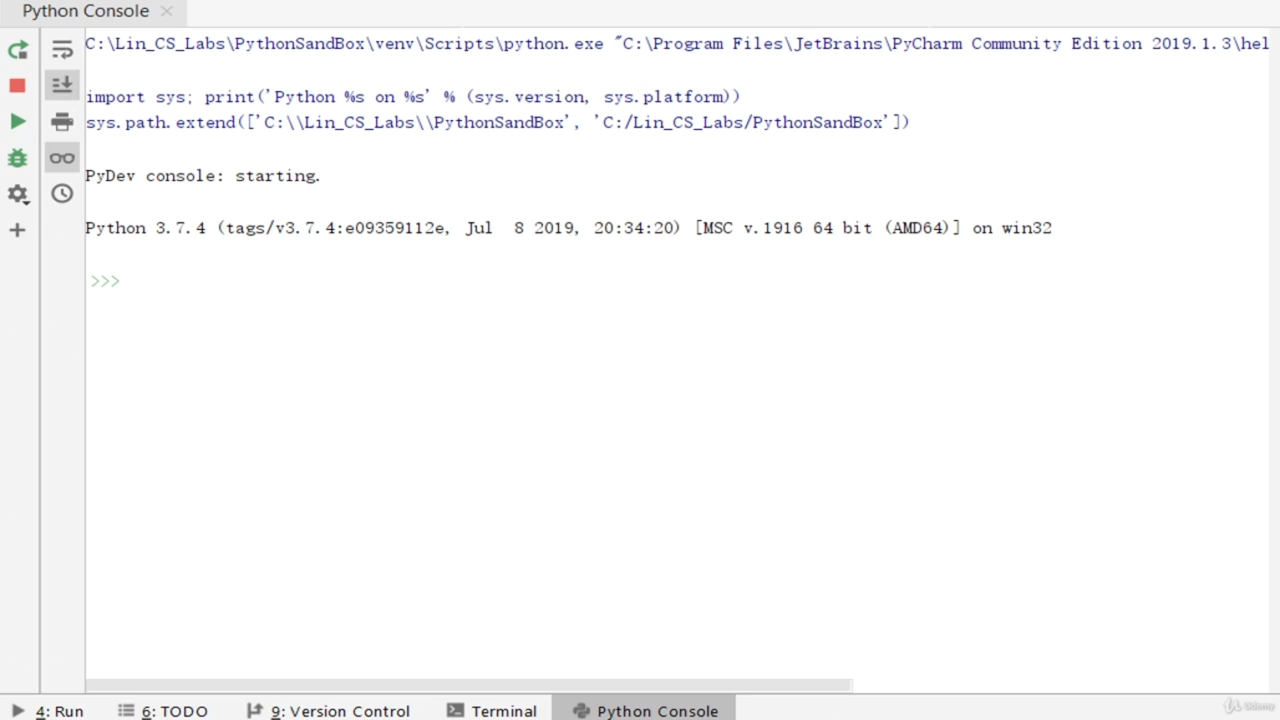 Python Console
C:\Lin_CS_Labs\PythonSandBox\venv\Scripts\python.exe "C:\Program Files\JetBrains\PyCharm Community Edition 2019.1.3\hel
import sys; print('Python %s on %s' % (sys.version, sys.platform))
sys.path.extend(['C:\\Lin_CS_Labs\\PythonSandBox', 'C:/Lin_CS_Labs/PythonSandBox'])
PyDev console: starting.
Python 3.7.4 (tags/v3.7.4:e09359112e, Jul  8 2019, 20:34:20) [MSC v.1916 64 bit (AMD64)] on win32
>>>
4: Run 6: TODO 9: Version Control Terminal Python Console
Udemy